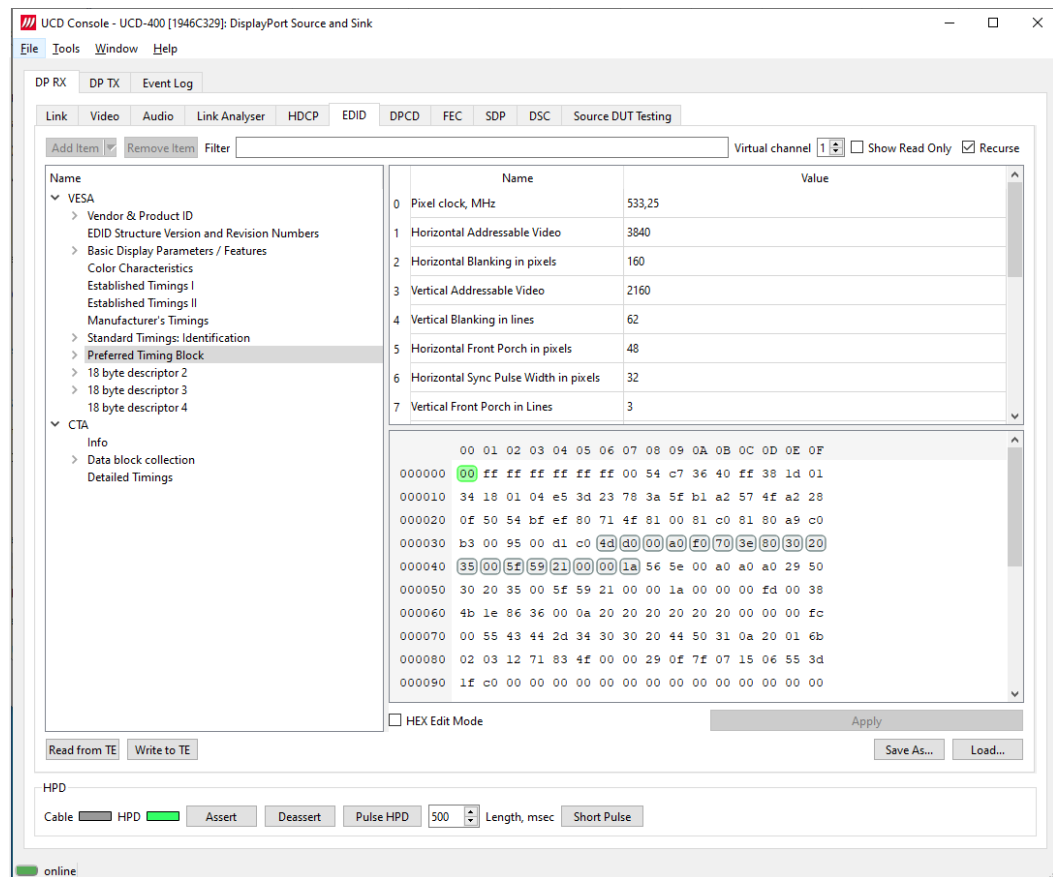 UCD Console - UCD-400 [1946C329]: DisplayPort Source and Sink
File Tools Window Help
DP RX DP TX Event Log
Link Video Audio Link Analyser HDCP EDID DPCD FEC SDP DSC Source DUT Testing
Add Item Remove Item Filter Virtual channel 1 Show Read Only Recurse
Name
VESA
Vendor & Product ID
EDID Structure Version and Revision Numbers
Basic Display Parameters / Features
Color Characteristics
Established Timings I
Established Timings II
Manufacturer's Timings
Standard Timings: Identification
Preferred Timing Block
18 byte descriptor 2
18 byte descriptor 3
18 byte descriptor 4
CTA
Info
Data block collection
Detailed Timings
Name Value
0 Pixel clock, MHz 533,25
1 Horizontal Addressable Video 3840
2 Horizontal Blanking in pixels 160
3 Vertical Addressable Video 2160
4 Vertical Blanking in lines 62
5 Horizontal Front Porch in pixels 48
6 Horizontal Sync Pulse Width in pixels 32
7 Vertical Front Porch in Lines 3
00 01 02 03 04 05 06 07 08 09 0A 0B 0C 0D 0E 0F
000000 00 ff ff ff ff ff ff 00 54 c7 36 40 ff 38 1d 01
000010 34 18 01 04 e5 3d 23 78 3a 5f b1 a2 57 4f a2 28
000020 0f 50 54 bf ef 80 71 4f 81 00 81 c0 81 80 a9 c0
000030 b3 00 95 00 d1 c0 4d d0 00 a0 f0 70 3e 80 30 20
000040 35 00 5f 59 21 00 00 1a 56 5e 00 a0 a0 a0 29 50
000050 30 20 35 00 5f 59 21 00 00 1a 00 00 00 fd 00 38
000060 4b 1e 86 36 00 0a 20 20 20 20 20 20 00 00 00 fc
000070 00 55 43 44 2d 34 30 30 20 44 50 31 0a 20 01 6b
000080 02 03 12 71 83 4f 00 00 29 0f 7f 07 15 06 55 3d
000090 1f c0 00 00 00 00 00 00 00 00 00 00 00 00 00 00
HEX Edit Mode Apply
Read from TE Write to TE Save As... Load...
HPD
Cable HPD Assert Deassert Pulse HPD 500 Length, msec Short Pulse
online